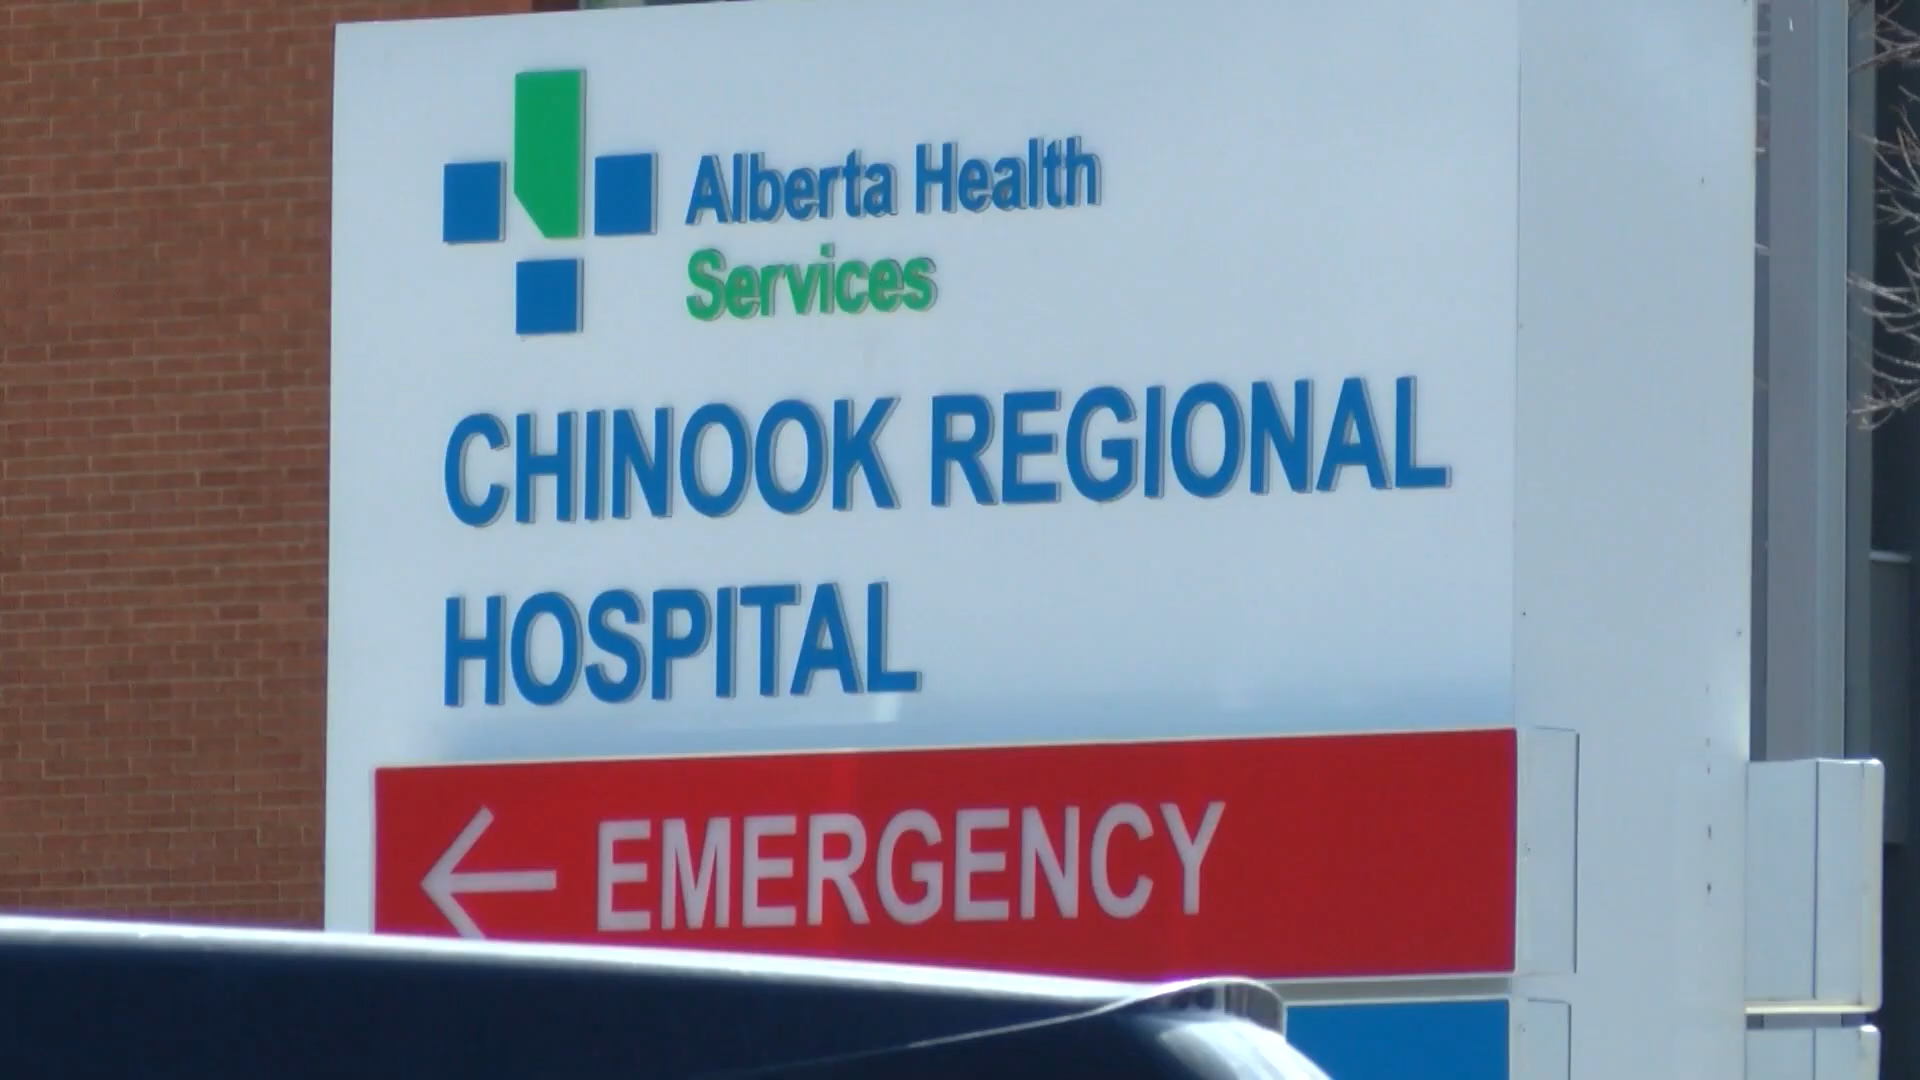 Alberta Health
Services
CHINOOK REGIONAL
HOSPITAL
← EMERGENCY